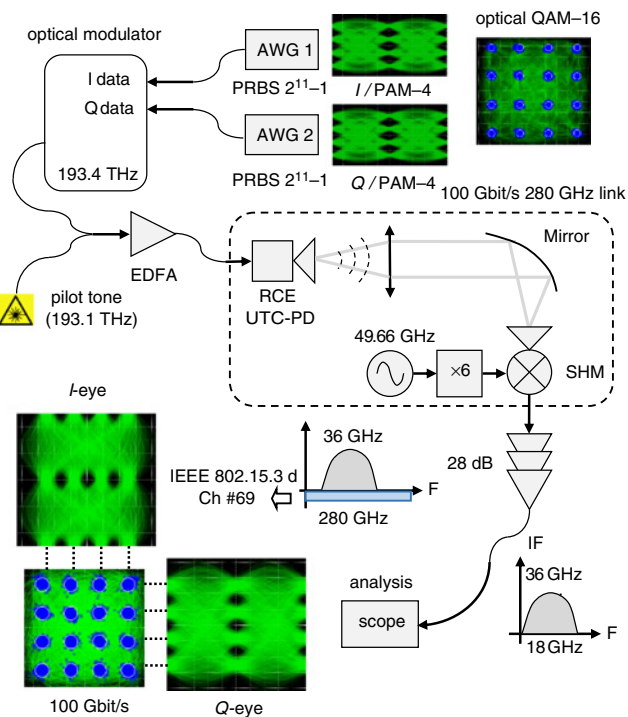 optical modulator
I data
Q data
193.4 THz
AWG 1
PRBS 2¹¹–1
I / PAM–4
AWG 2
PRBS 2¹¹–1
Q / PAM–4
optical QAM–16
100 Gbit/s 280 GHz link
Mirror
EDFA
RCE
UTC-PD
pilot tone
(193.1 THz)
49.66 GHz
×6
SHM
I-eye
36 GHz
IEEE 802.15.3 d
Ch #69
F
280 GHz
28 dB
IF
36 GHz
F
18 GHz
analysis
scope
100 Gbit/s
Q-eye